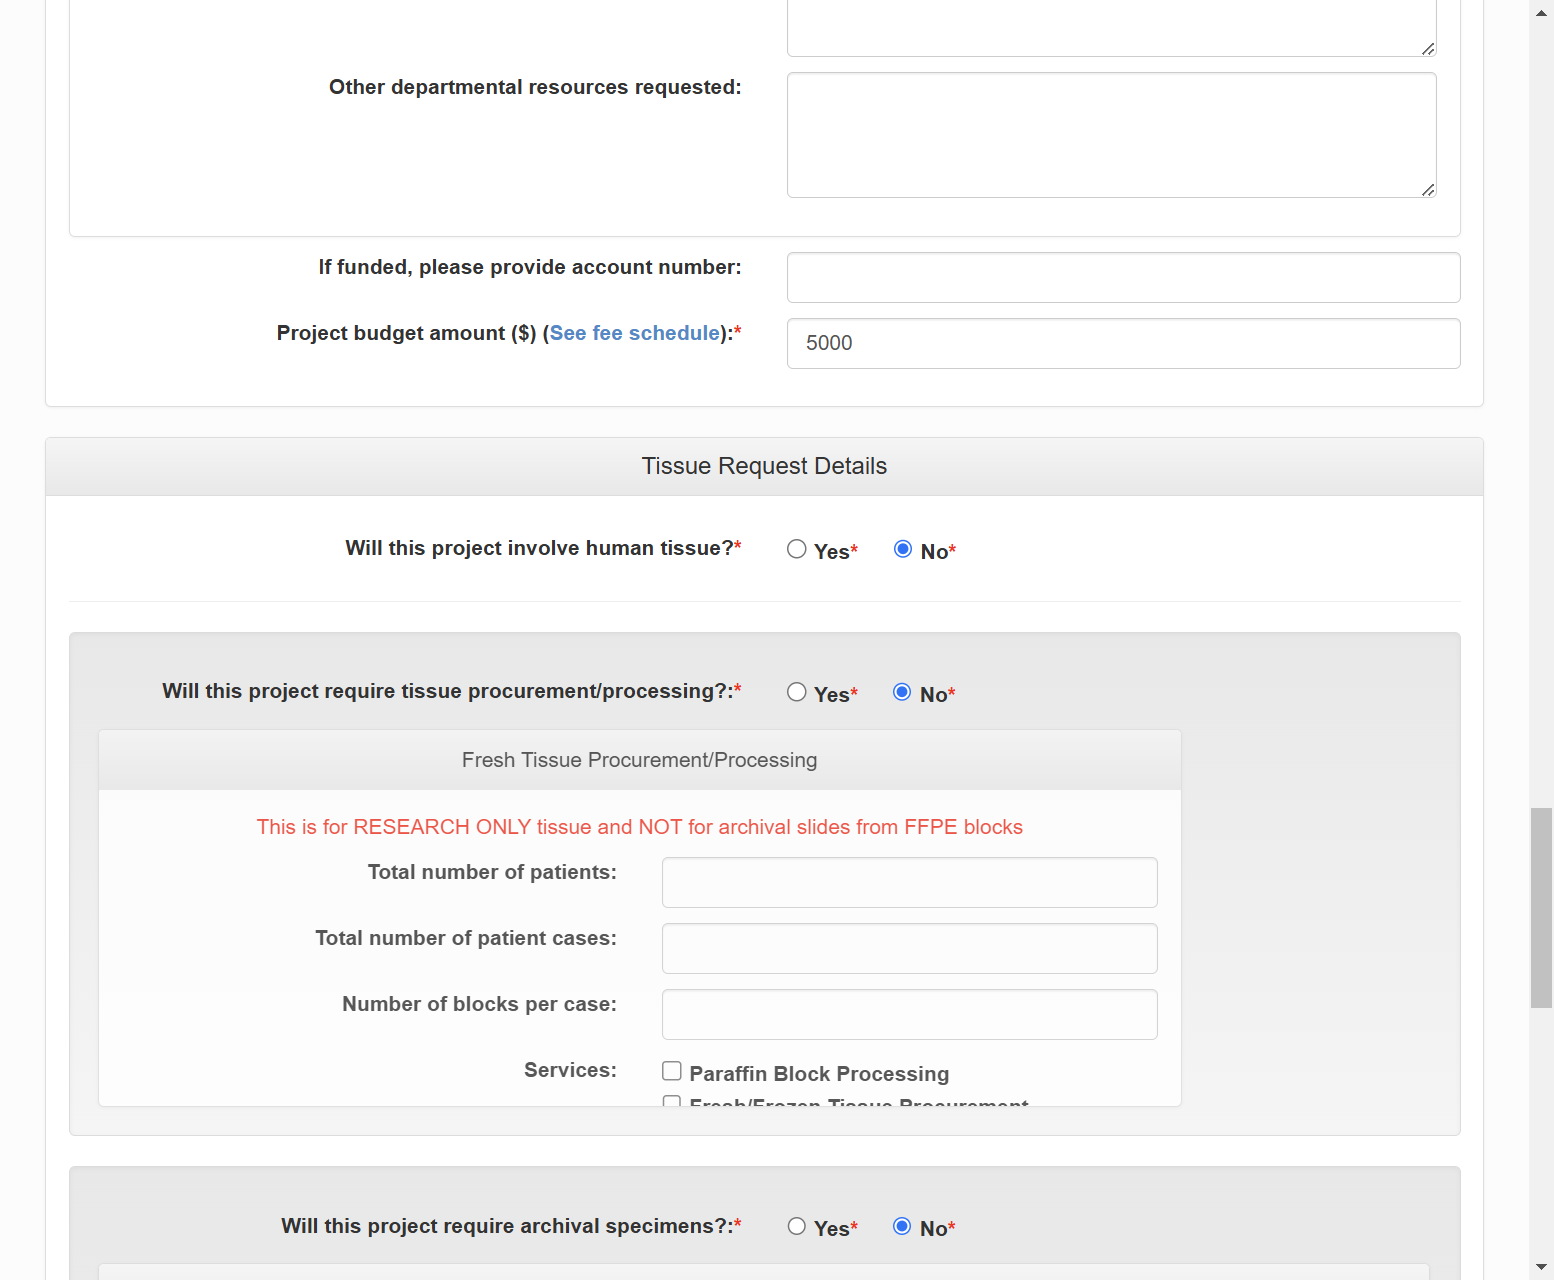 Other departmental resources requested:
If funded, please provide account number:
Project budget amount ($) (See fee schedule):*
5000
Tissue Request Details
Will this project involve human tissue?*
Yes* No*
Will this project require tissue procurement/processing?:*
Yes* No*
Fresh Tissue Procurement/Processing
This is for RESEARCH ONLY tissue and NOT for archival slides from FFPE blocks
Total number of patients:
Total number of patient cases:
Number of blocks per case:
Services:
Paraffin Block Processing
Fresh/Frozen Tissue Procurement
Will this project require archival specimens?:*
Yes* No*